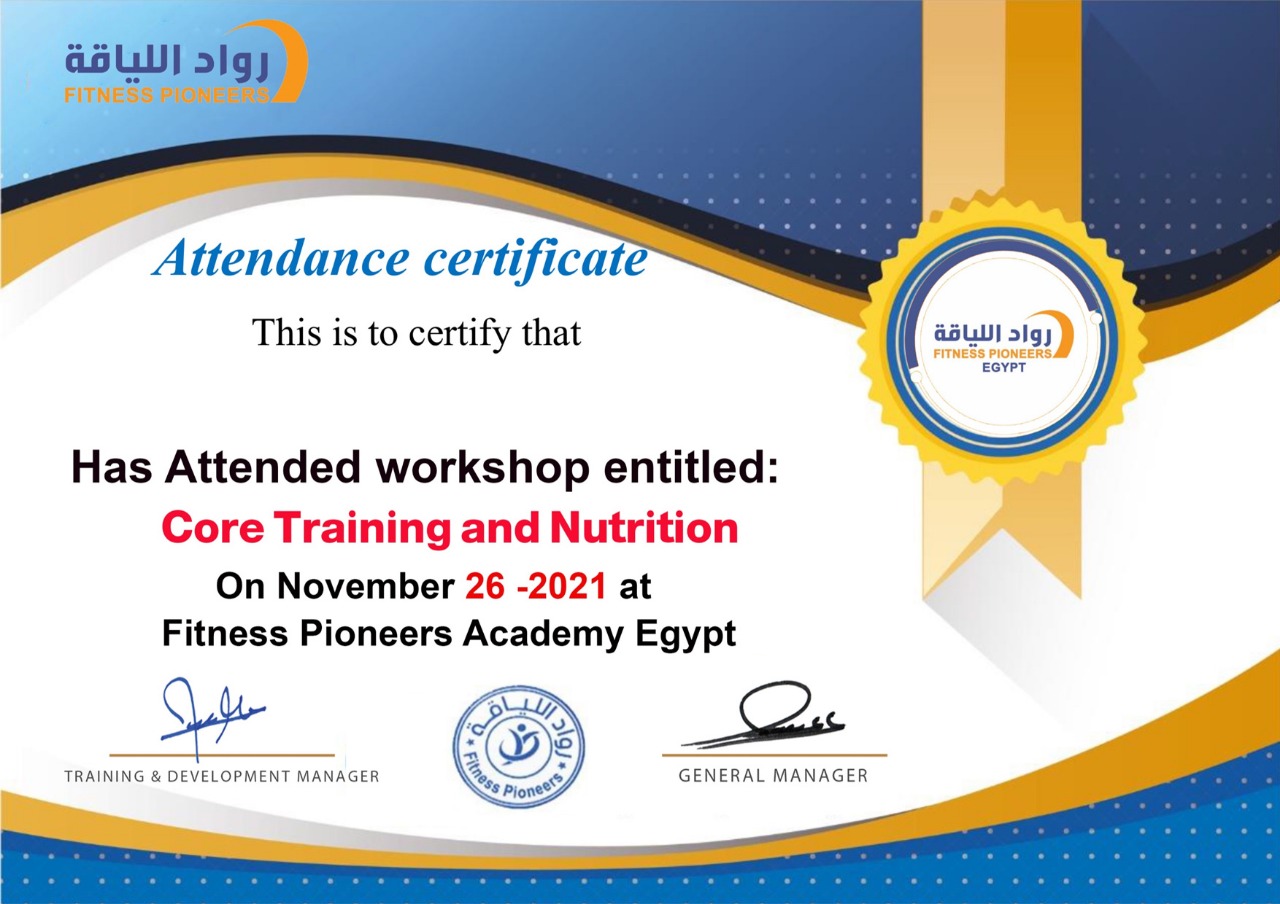 رواد اللياقة
FITNESS PIONEERS
Attendance certificate
This is to certify that
رواد اللياقة
FITNESS PIONEERS
EGYPT
Has Attended workshop entitled:
Core Training and Nutrition
On November 26 -2021 at
Fitness Pioneers Academy Egypt
رواد اللياقة
Fitness Pioneers
TRAINING & DEVELOPMENT MANAGER
GENERAL MANAGER